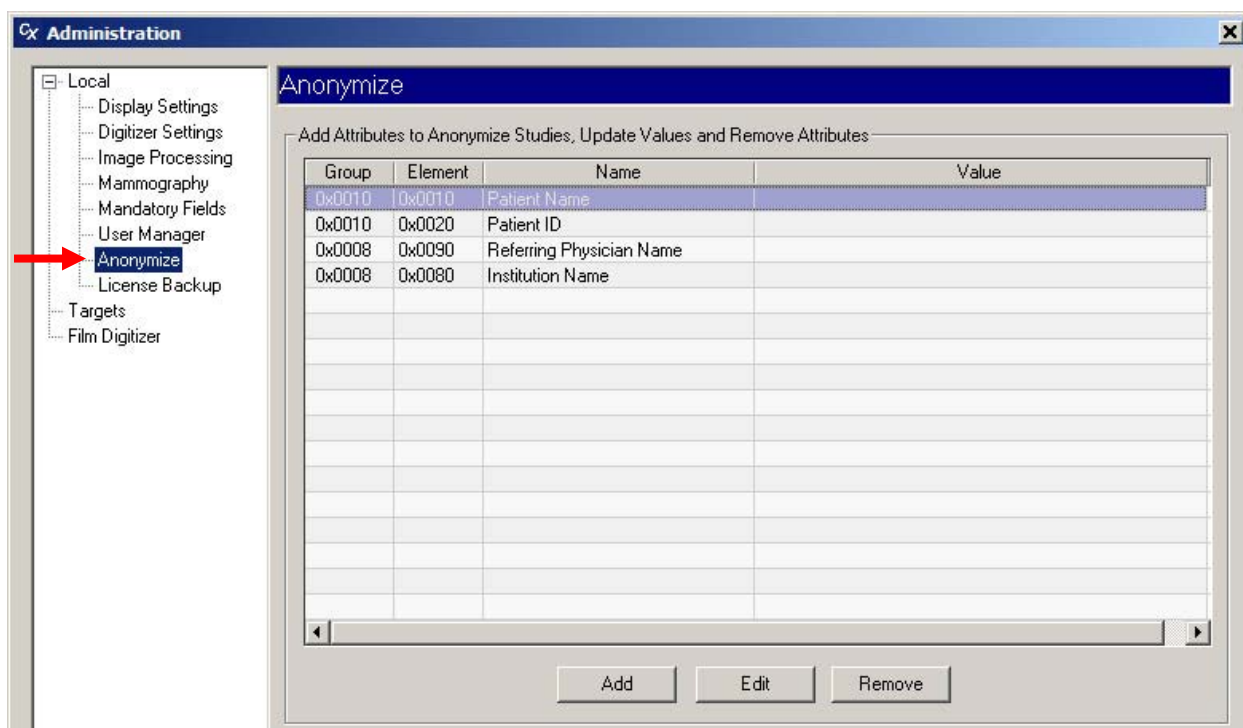 Cx Administration
Local
Display Settings
Digitizer Settings
Image Processing
Mammography
Mandatory Fields
User Manager
Anonymize
License Backup
Targets
Film Digitizer
Anonymize
Add Attributes to Anonymize Studies, Update Values and Remove Attributes
Group Element Name Value
0x0010 0x0010 Patient Name
0x0010 0x0020 Patient ID
0x0008 0x0090 Referring Physician Name
0x0008 0x0080 Institution Name
Add Edit Remove